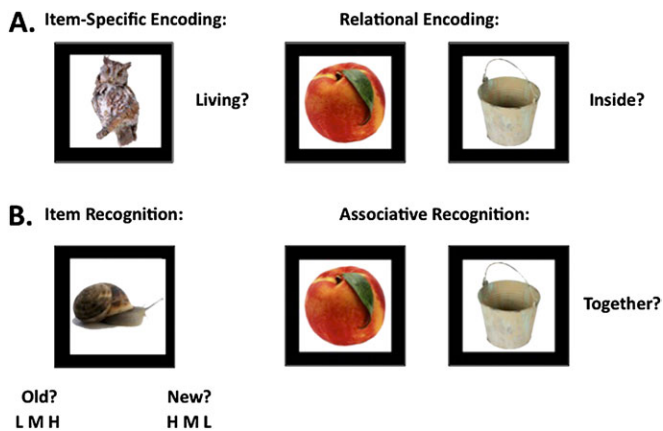 A. Item-Specific Encoding: Relational Encoding:
Living? Inside?
B. Item Recognition: Associative Recognition:
Together?
Old? New?
L M H H M L